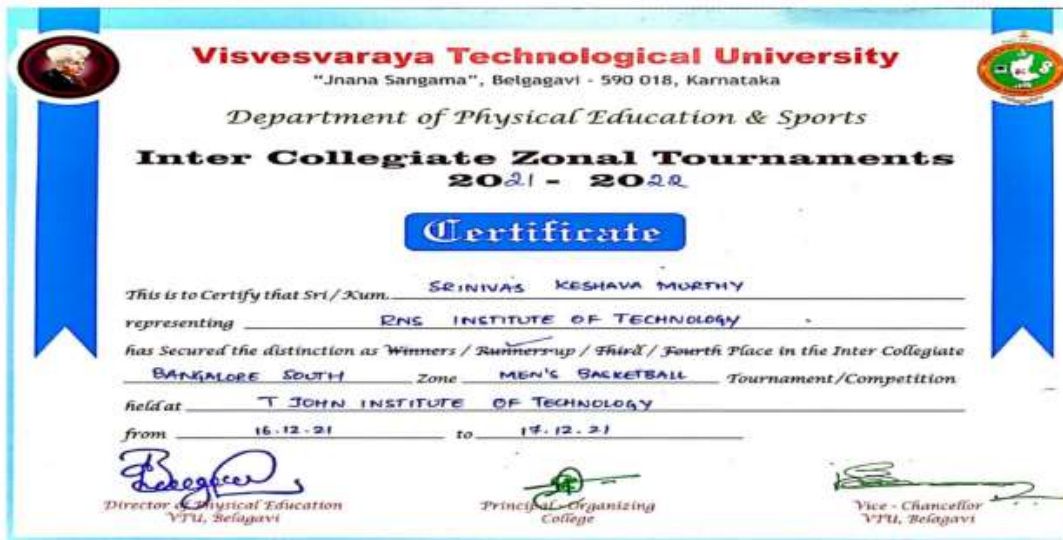 Visvesvaraya Technological University
"Jnana Sangama", Belgagavi - 590 018, Karnataka
Department of Physical Education & Sports
Inter Collegiate Zonal Tournaments
2021 - 2022
Certificate
This is to Certify that Sri / Kum. SRINIVAS KESHAVA MURTHY
representing RNS INSTITUTE OF TECHNOLOGY
has Secured the distinction as Winners / Runners-up / Third / Fourth Place in the Inter Collegiate
BANGALORE SOUTH Zone MEN'S BASKETBALL Tournament/Competition
held at T JOHN INSTITUTE OF TECHNOLOGY
from 16.12.21 to 17.12.21
Director of Physical Education
VTU, Belagavi
Principal - Organizing
College
Vice - Chancellor
VTU, Belagavi